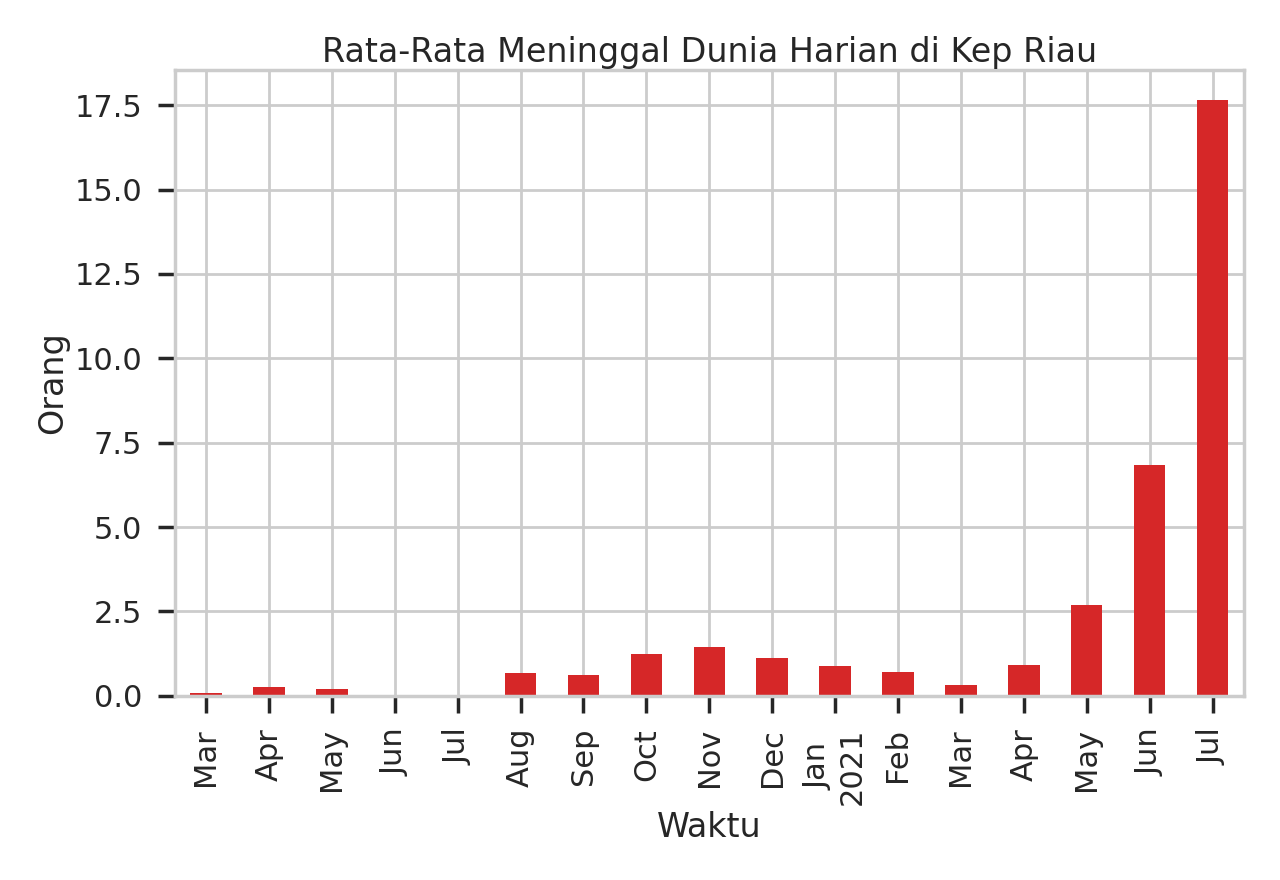 Rata-Rata Meninggal Dunia Harian di Kep Riau
Orang
17.5
15.0
12.5
10.0
7.5
5.0
2.5
0.0
Mar
Apr
May
Jun
Jul
Aug
Sep
Oct
Nov
Dec
Jan
2021
Feb
Mar
Apr
May
Jun
Jul
Waktu